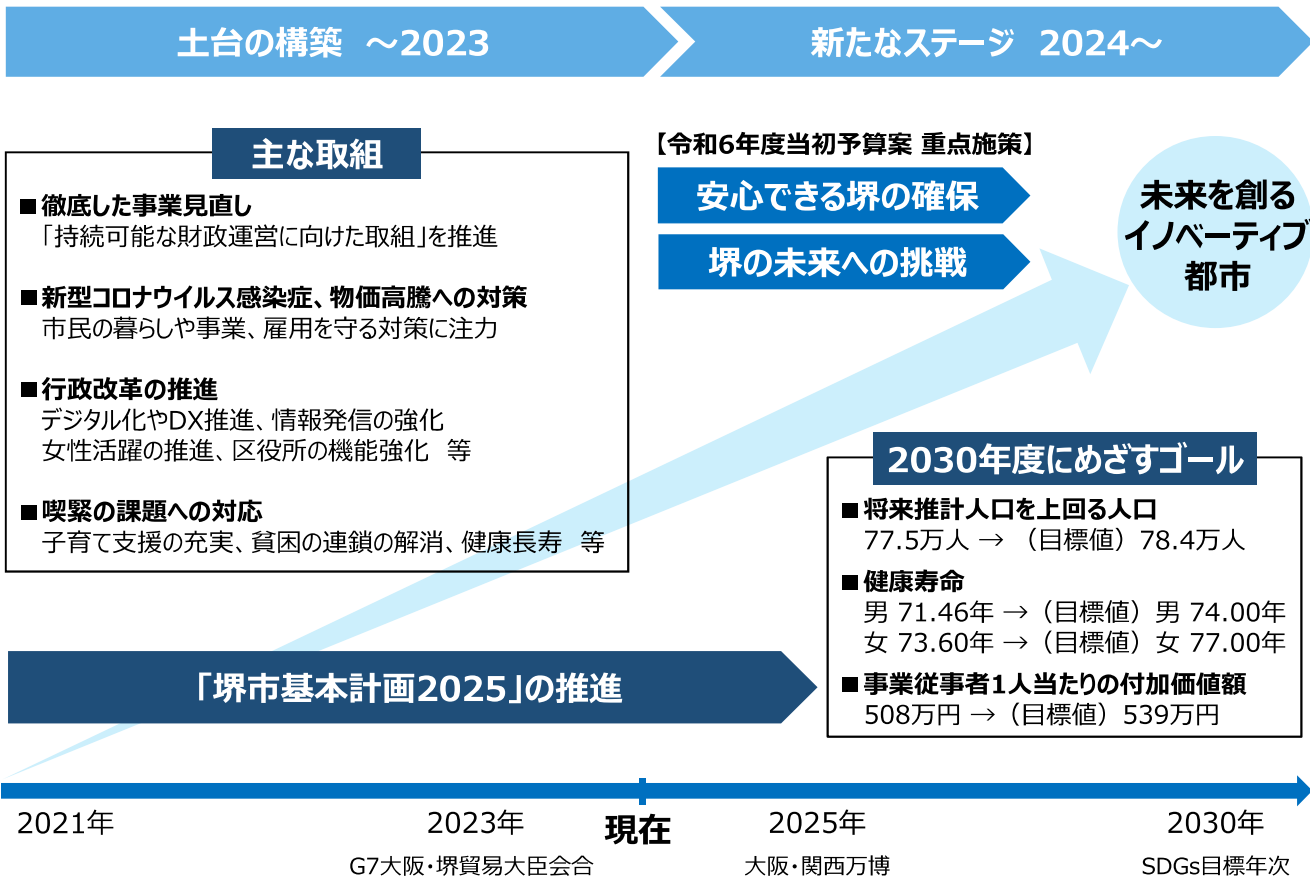 土台の構築 ～2023
新たなステージ 2024～
主な取組
■徹底した事業見直し
「持続可能な財政運営に向けた取組」を推進
■新型コロナウイルス感染症、物価高騰への対策
市民の暮らしや事業、雇用を守る対策に注力
■行政改革の推進
デジタル化やDX推進、情報発信の強化
女性活躍の推進、区役所の機能強化 等
■喫緊の課題への対応
子育て支援の充実、貧困の連鎖の解消、健康長寿 等
【令和6年度当初予算案 重点施策】
安心できる堺の確保
堺の未来への挑戦
未来を創る
イノベーティブ
都市
2030年度にめざすゴール
■将来推計人口を上回る人口
77.5万人 → （目標値）78.4万人
■健康寿命
男 71.46年 →（目標値）男 74.00年
女 73.60年 →（目標値）女 77.00年
■事業従事者1人当たりの付加価値額
508万円 →（目標値）539万円
「堺市基本計画2025」の推進
2021年
2023年
現在
2025年
2030年
G7大阪・堺貿易大臣会合
大阪・関西万博
SDGs目標年次